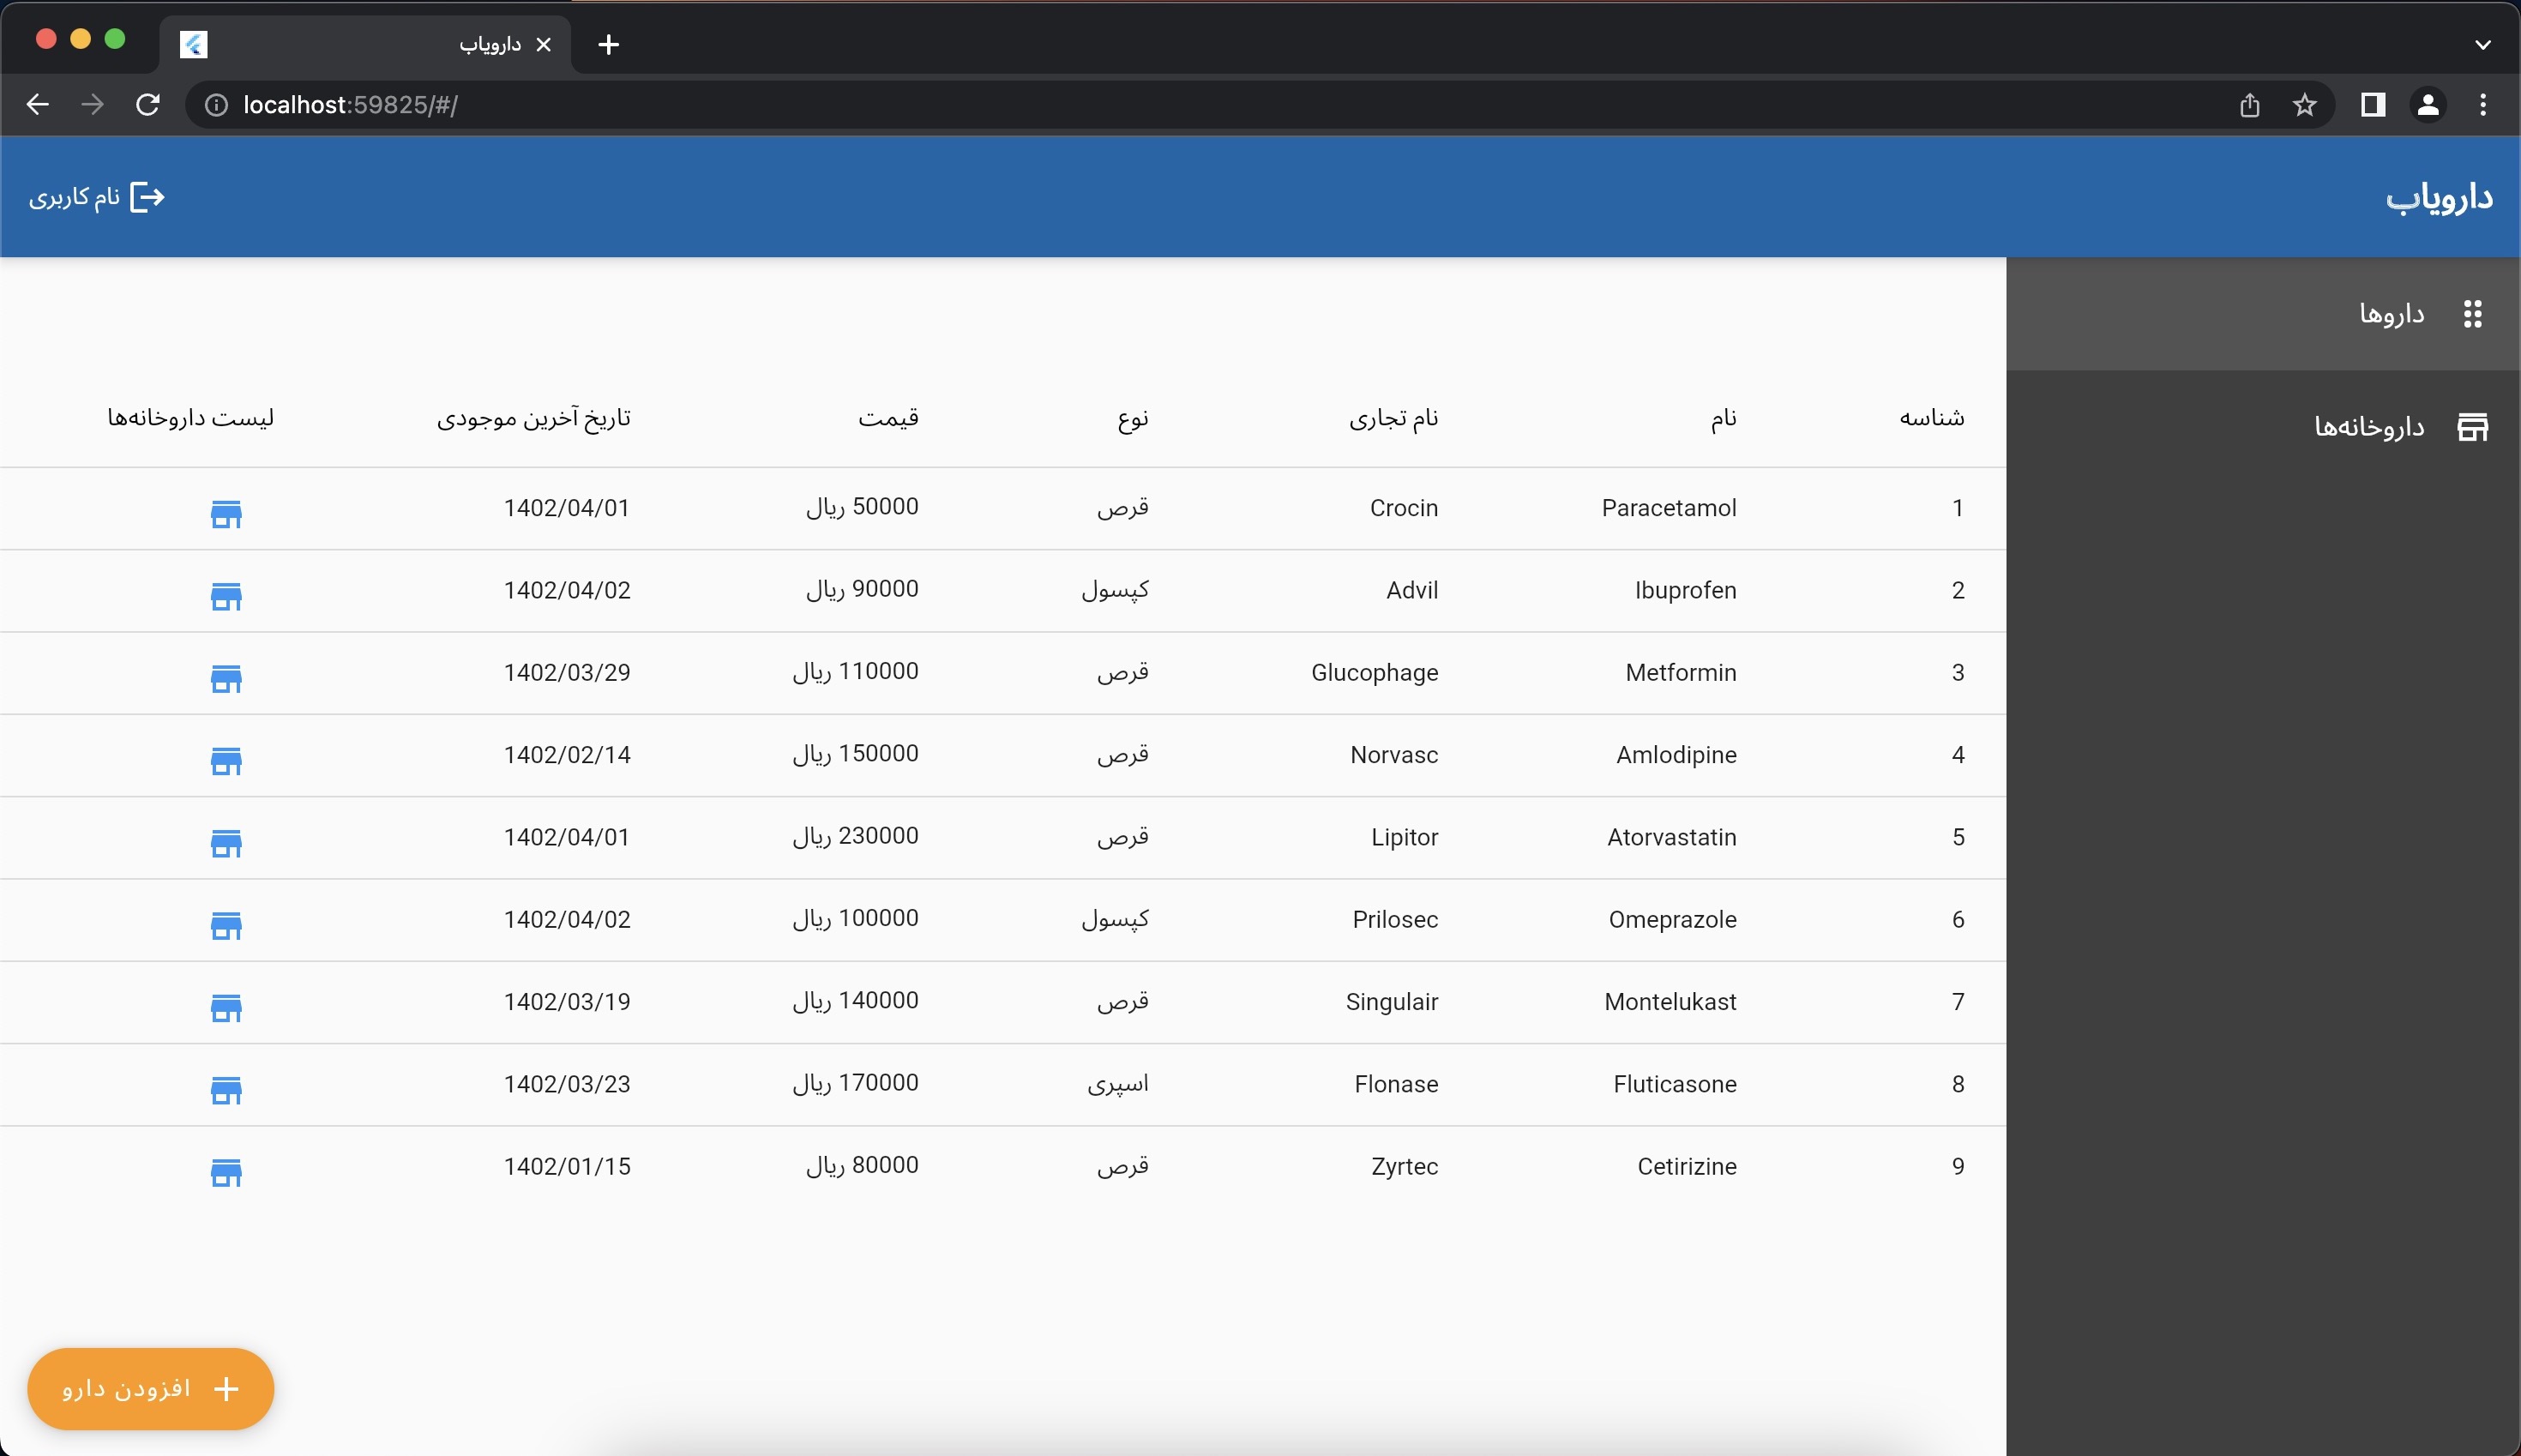 دارویاب
localhost:59825/#/
دارویاب
نام کاربری
داروها
داروخانه‌ها
شناسه نام نام تجاری نوع قیمت تاریخ آخرین موجودی لیست داروخانه‌ها
1 Paracetamol Crocin قرص 50000 ریال 1402/04/01
2 Ibuprofen Advil کپسول 90000 ریال 1402/04/02
3 Metformin Glucophage قرص 110000 ریال 1402/03/29
4 Amlodipine Norvasc قرص 150000 ریال 1402/02/14
5 Atorvastatin Lipitor قرص 230000 ریال 1402/04/01
6 Omeprazole Prilosec کپسول 100000 ریال 1402/04/02
7 Montelukast Singulair قرص 140000 ریال 1402/03/19
8 Fluticasone Flonase اسپری 170000 ریال 1402/03/23
9 Cetirizine Zyrtec قرص 80000 ریال 1402/01/15
افزودن دارو